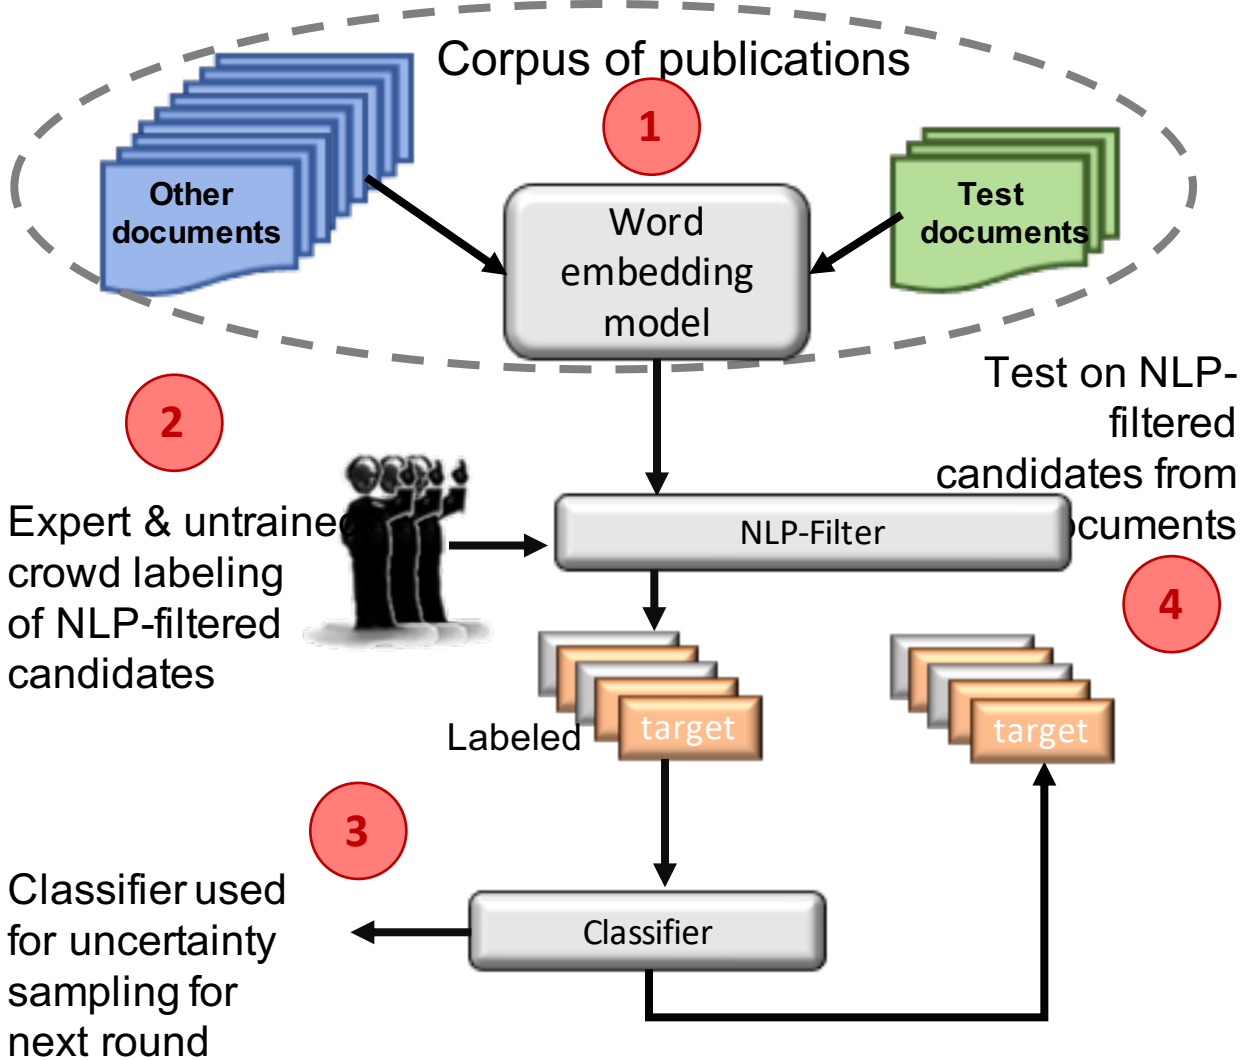 Corpus of publications
1
Other
documents
Test
documents
Word
embedding
model
2
Test on NLP-
filtered
candidates from
cuments
Expert & untrained
crowd labeling
of NLP-filtered
candidates
NLP-Filter
4
Labeled
target
target
3
Classifier used
for uncertainty
sampling for
next round
Classifier